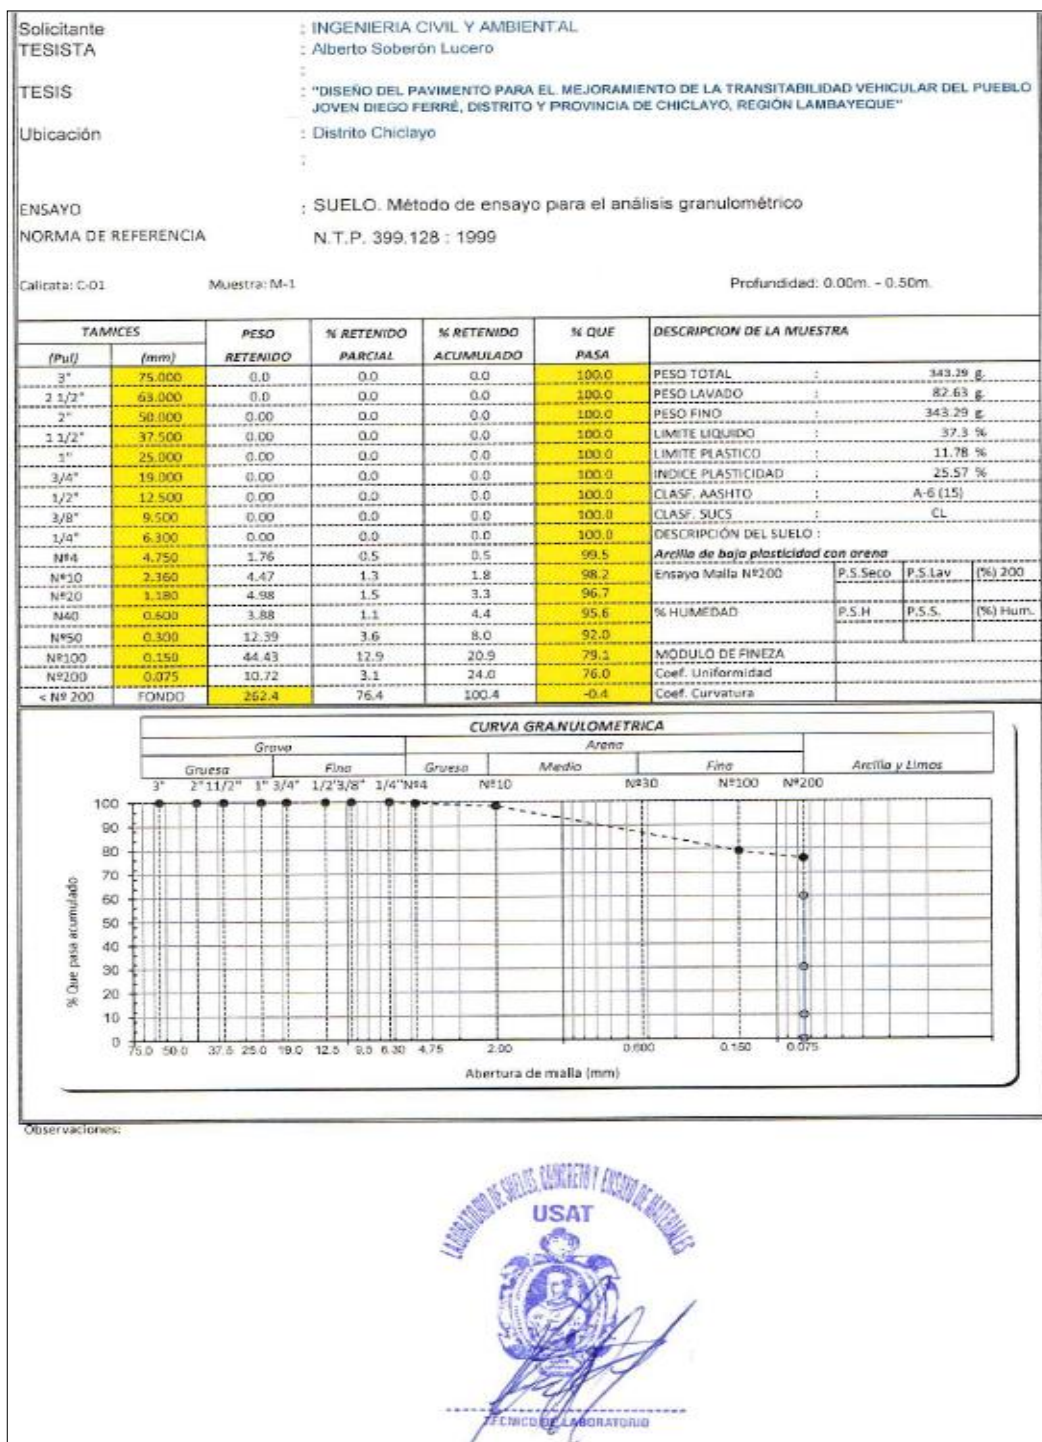 Solicitante : INGENIERIA CIVIL Y AMBIENTAL
TESISTA : Alberto Soberón Lucero
:
TESIS : "DISEÑO DEL PAVIMENTO PARA EL MEJORAMIENTO DE LA TRANSITABILIDAD VEHICULAR DEL PUEBLO
JOVEN DIEGO FERRÉ, DISTRITO Y PROVINCIA DE CHICLAYO, REGIÓN LAMBAYEQUE"
Ubicación : Distrito Chiclayo
:
ENSAYO : SUELO. Método de ensayo para el análisis granulométrico
NORMA DE REFERENCIA N.T.P. 399.128 : 1999
Calicata: C-01 Muestra: M-1 Profundidad: 0.00m. - 0.50m.
TAMICES PESO % RETENIDO % RETENIDO % QUE DESCRIPCION DE LA MUESTRA
(Pul) (mm) RETENIDO PARCIAL ACUMULADO PASA
3" 75.000 0.0 0.0 0.0 100.0 PESO TOTAL : 343.29 g.
2 1/2" 63.000 0.0 0.0 0.0 100.0 PESO LAVADO : 82.63 g.
2" 50.000 0.00 0.0 0.0 100.0 PESO FINO : 343.29 g.
1 1/2" 37.500 0.00 0.0 0.0 100.0 LIMITE LIQUIDO : 37.3 %
1" 25.000 0.00 0.0 0.0 100.0 LIMITE PLASTICO : 11.78 %
3/4" 19.000 0.00 0.0 0.0 100.0 INDICE PLASTICIDAD : 25.57 %
1/2" 12.500 0.00 0.0 0.0 100.0 CLASF. AASHTO : A-6 (15)
3/8" 9.500 0.00 0.0 0.0 100.0 CLASF. SUCS : CL
1/4" 6.300 0.00 0.0 0.0 100.0 DESCRIPCIÓN DEL SUELO :
Nº4 4.750 1.76 0.5 0.5 99.5 Arcilla de baja plasticidad con arena
Nº10 2.360 4.47 1.3 1.8 98.2 Ensayo Malla Nº200 P.S.Seco P.S.Lav (%) 200
Nº20 1.180 4.98 1.5 3.3 96.7
N40 0.600 3.88 1.1 4.4 95.6 % HUMEDAD P.S.H P.S.S. (%) Hum.
Nº50 0.300 12.39 3.6 8.0 92.0
Nº100 0.150 44.43 12.9 20.9 79.1 MODULO DE FINEZA
Nº200 0.075 10.72 3.1 24.0 76.0 Coef. Uniformidad
< Nº 200 FONDO 262.4 76.4 100.4 -0.4 Coef. Curvatura
CURVA GRANULOMETRICA
Grava Arena
Gruesa Fina Grueso Medio Fina Arcilla y Limos
3" 2" 11/2" 1" 3/4" 1/2" 3/8" 1/4" Nº4 Nº10 Nº30 Nº100 Nº200
100
90
80
70
60
50
40
30
20
10
0
% Que pasa acumulado
75.0 50.0 37.5 25.0 19.0 12.5 9.5 6.30 4.75 2.00 0.600 0.150 0.075
Abertura de malla (mm)
Observaciones:
LABORATORIO DE SUELOS, CONCRETO Y ENSAYO DE MATERIALES
USAT
TECNICO DE LABORATORIO